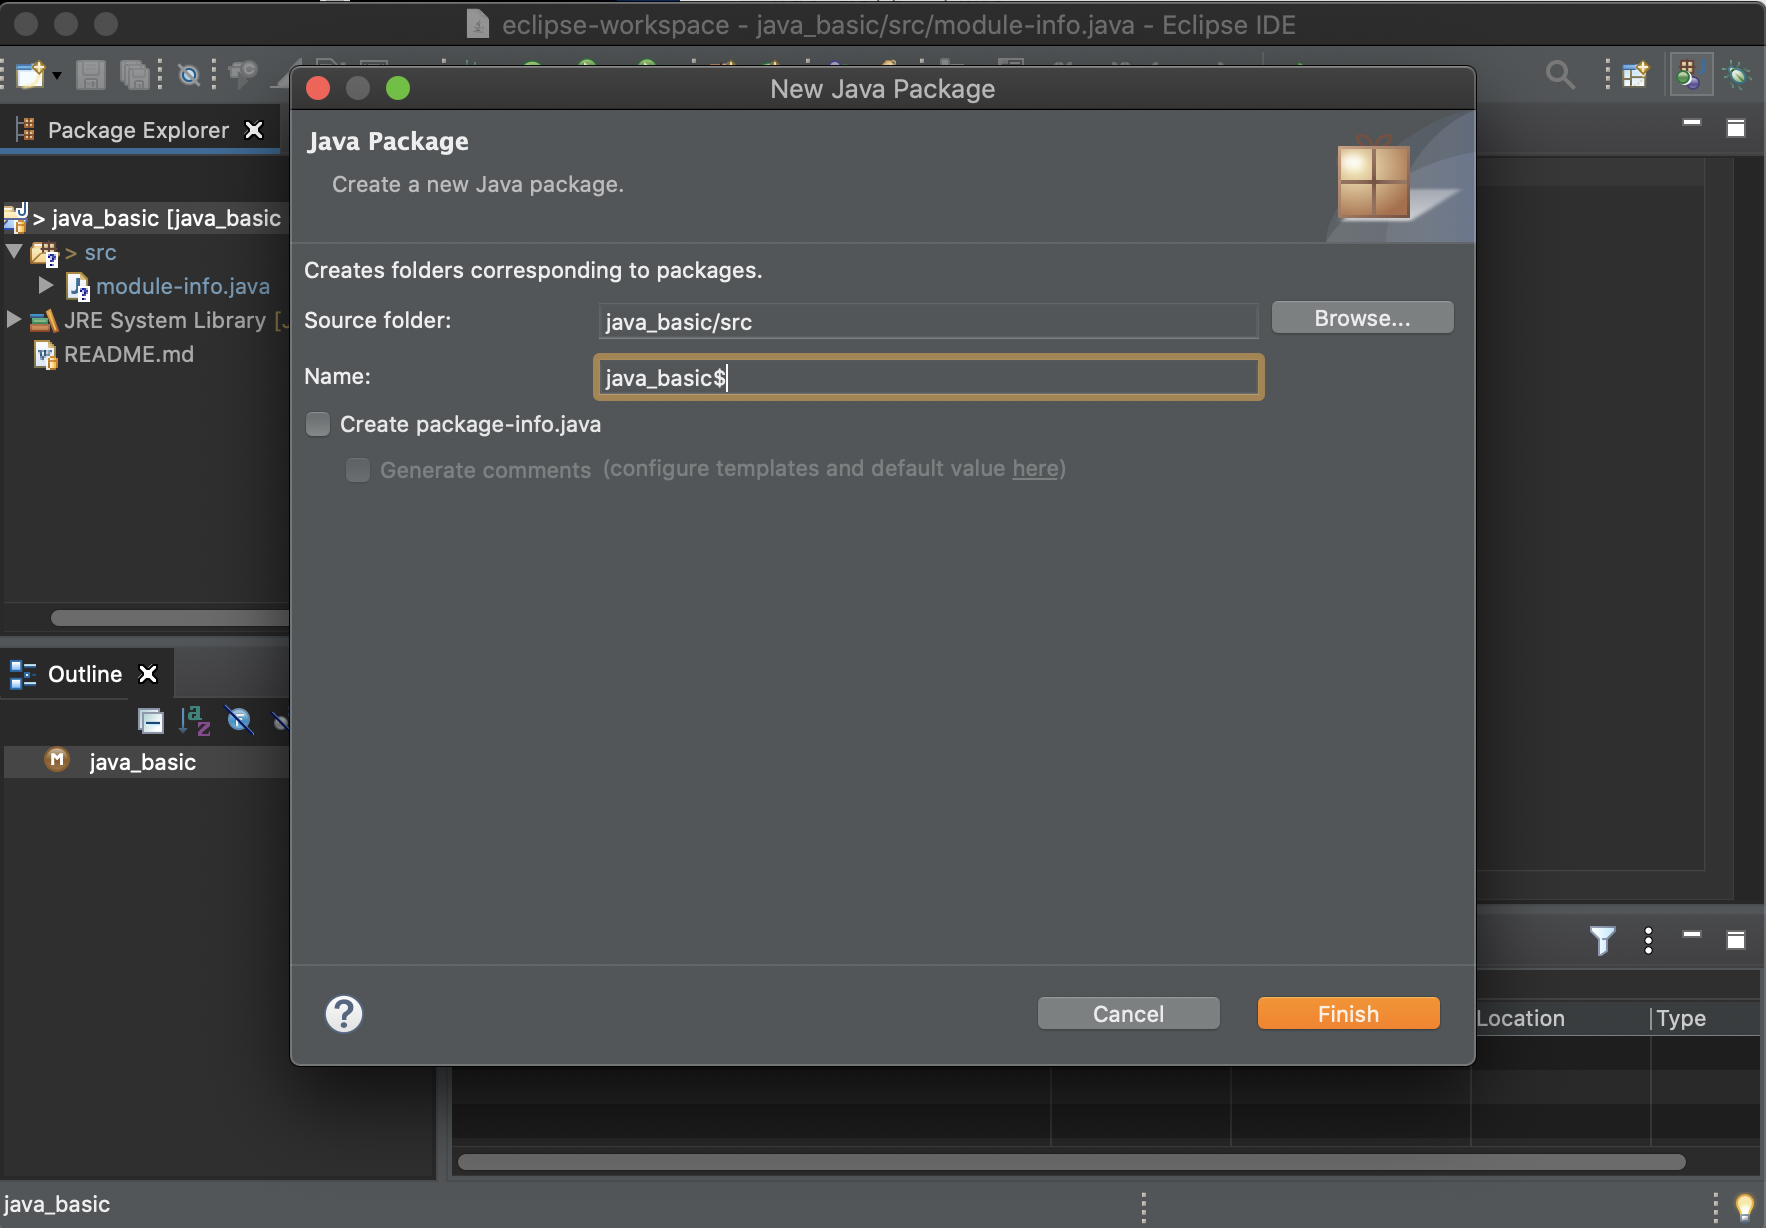 eclipse-workspace - java_basic/src/module-info.java - Eclipse IDE
New Java Package
Package Explorer
Java Package
Create a new Java package.
> java_basic [java_basic
> src
module-info.java
JRE System Library [J
README.md
Creates folders corresponding to packages.
Source folder:
java_basic/src
Browse...
Name:
java_basic$
Create package-info.java
Generate comments (configure templates and default value here)
Outline
java_basic
?
Cancel
Finish
Location
Type
java_basic